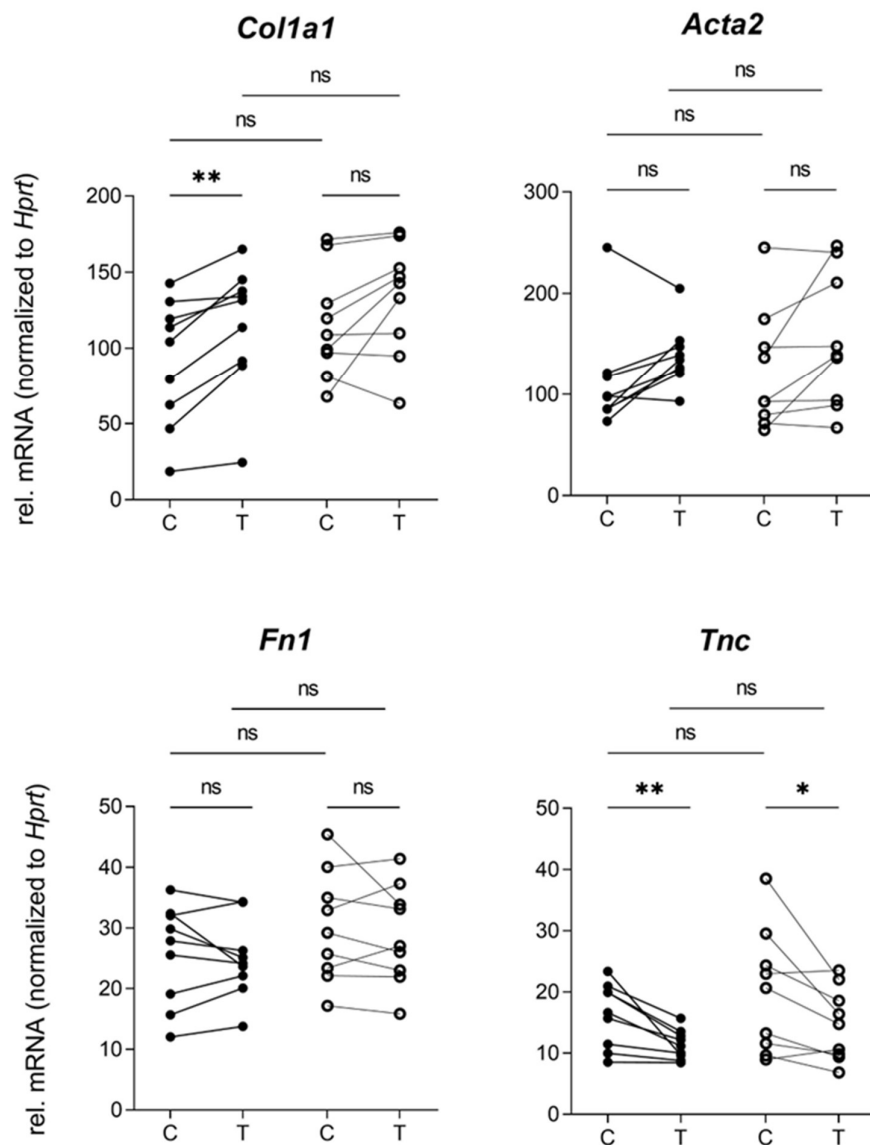 Col1a1
Acta2
ns
ns
ns
ns
**
ns
ns
ns
rel. mRNA (normalized to Hprt)
200
150
100
50
0
300
200
100
0
C
T
C
T
C
T
C
T
Fn1
Tnc
ns
ns
ns
ns
ns
ns
**
*
rel. mRNA (normalized to Hprt)
50
40
30
20
10
0
50
40
30
20
10
0
C
T
C
T
C
T
C
T